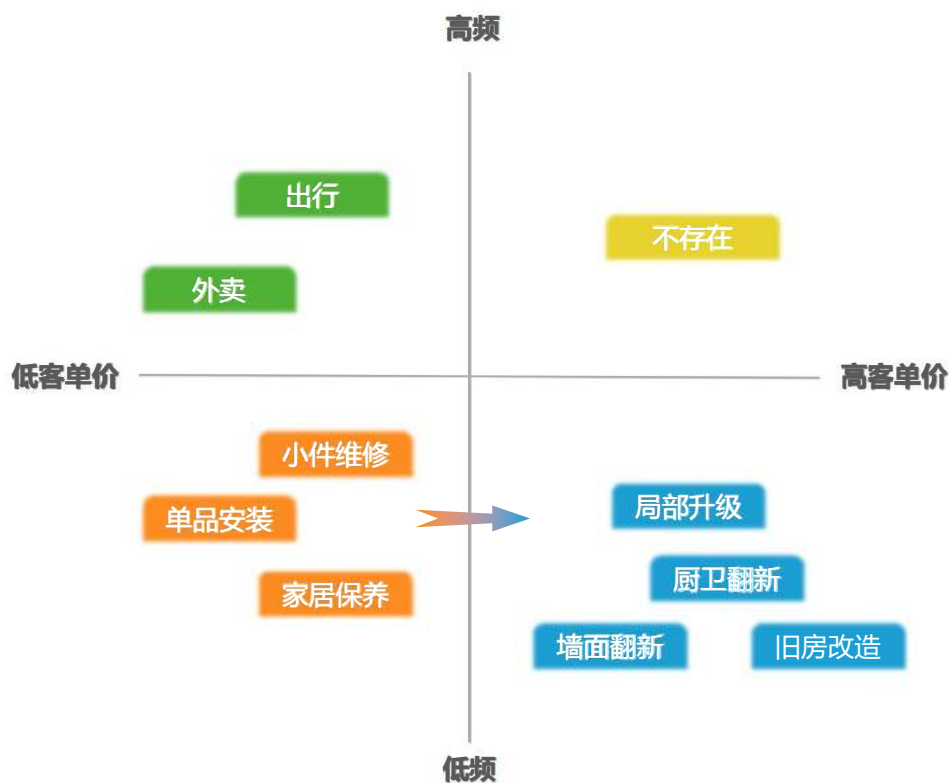 高频
出行
不存在
外卖
低客单价
高客单价
小件维修
局部升级
单品安装
厨卫翻新
家居保养
墙面翻新
旧房改造
低频